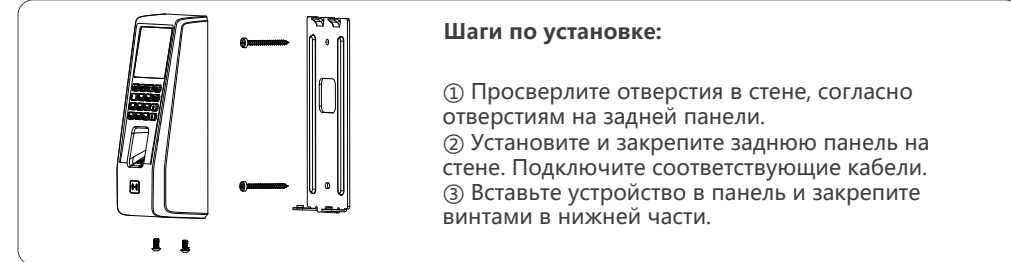 Шаги по установке:
① Просверлите отверстия в стене, согласно
отверстиям на задней панели.
② Установите и закрепите заднюю панель на
стене. Подключите соответствующие кабели.
③ Вставьте устройство в панель и закрепите
винтами в нижней части.